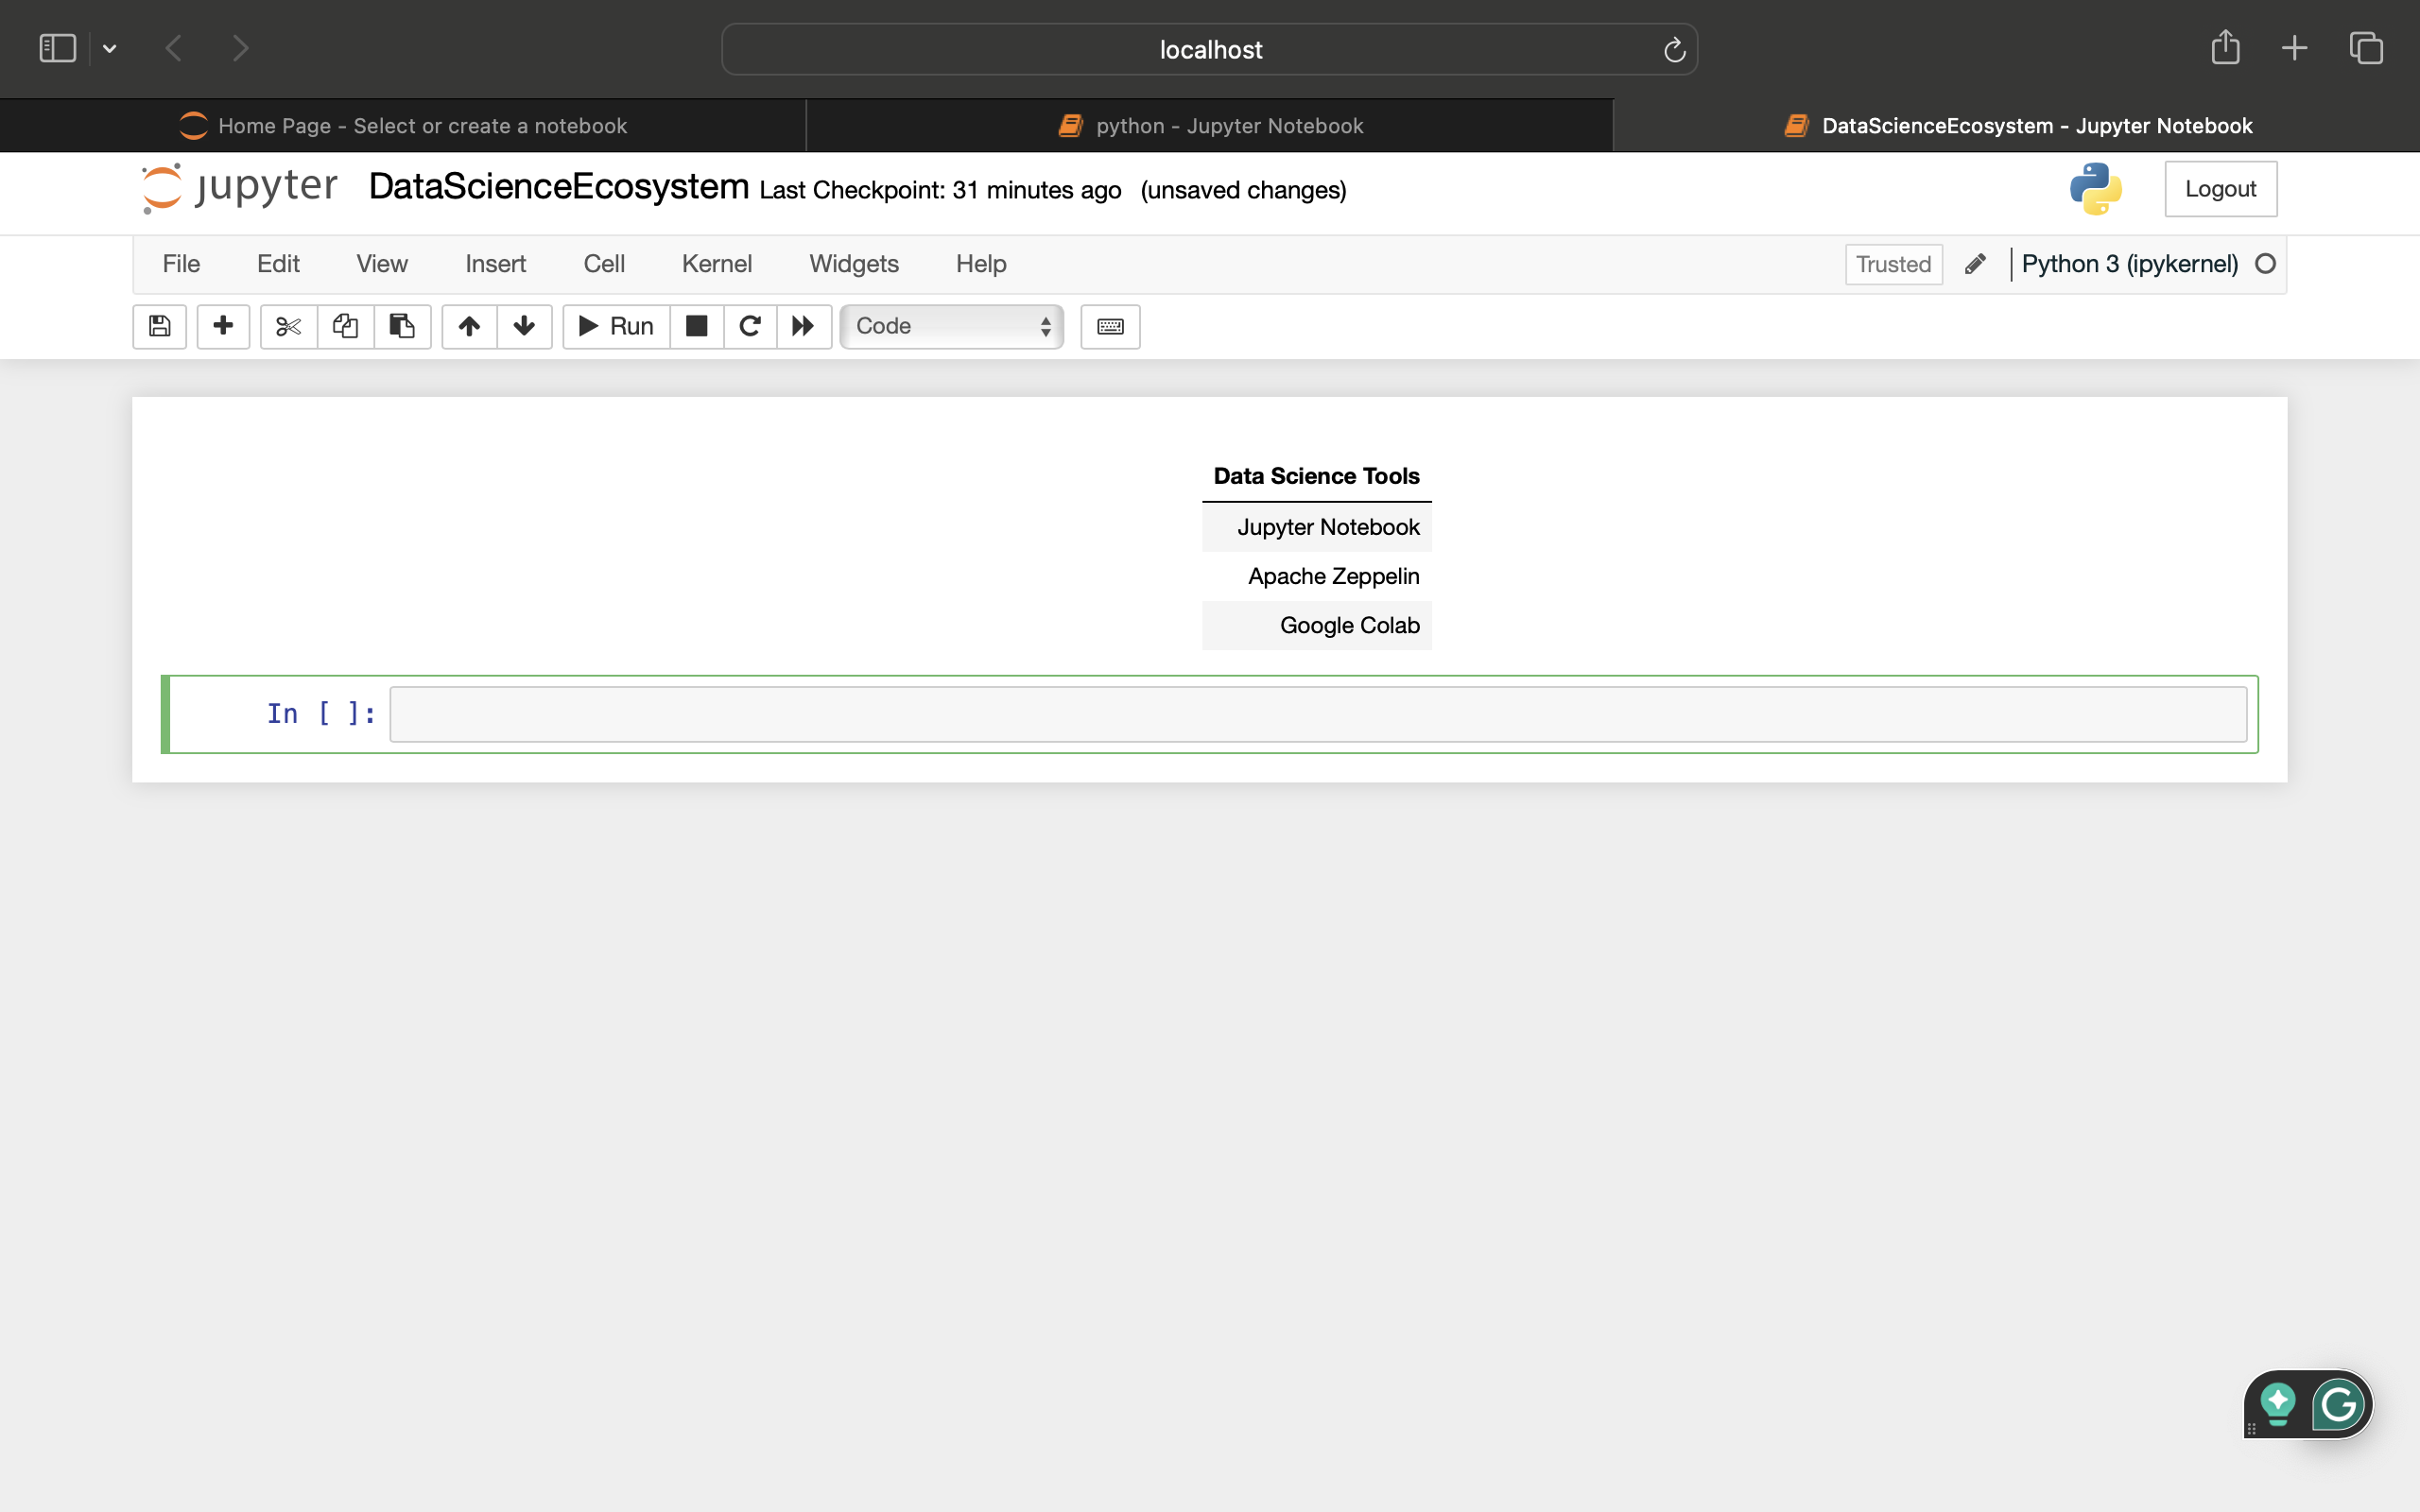 localhost
Home Page - Select or create a notebook
python - Jupyter Notebook
DataScienceEcosystem - Jupyter Notebook
jupyter DataScienceEcosystem Last Checkpoint: 31 minutes ago (unsaved changes)
Logout
File Edit View Insert Cell Kernel Widgets Help
Trusted
Python 3 (ipykernel)
Run
Code
Data Science Tools
Jupyter Notebook
Apache Zeppelin
Google Colab
In [ ]: